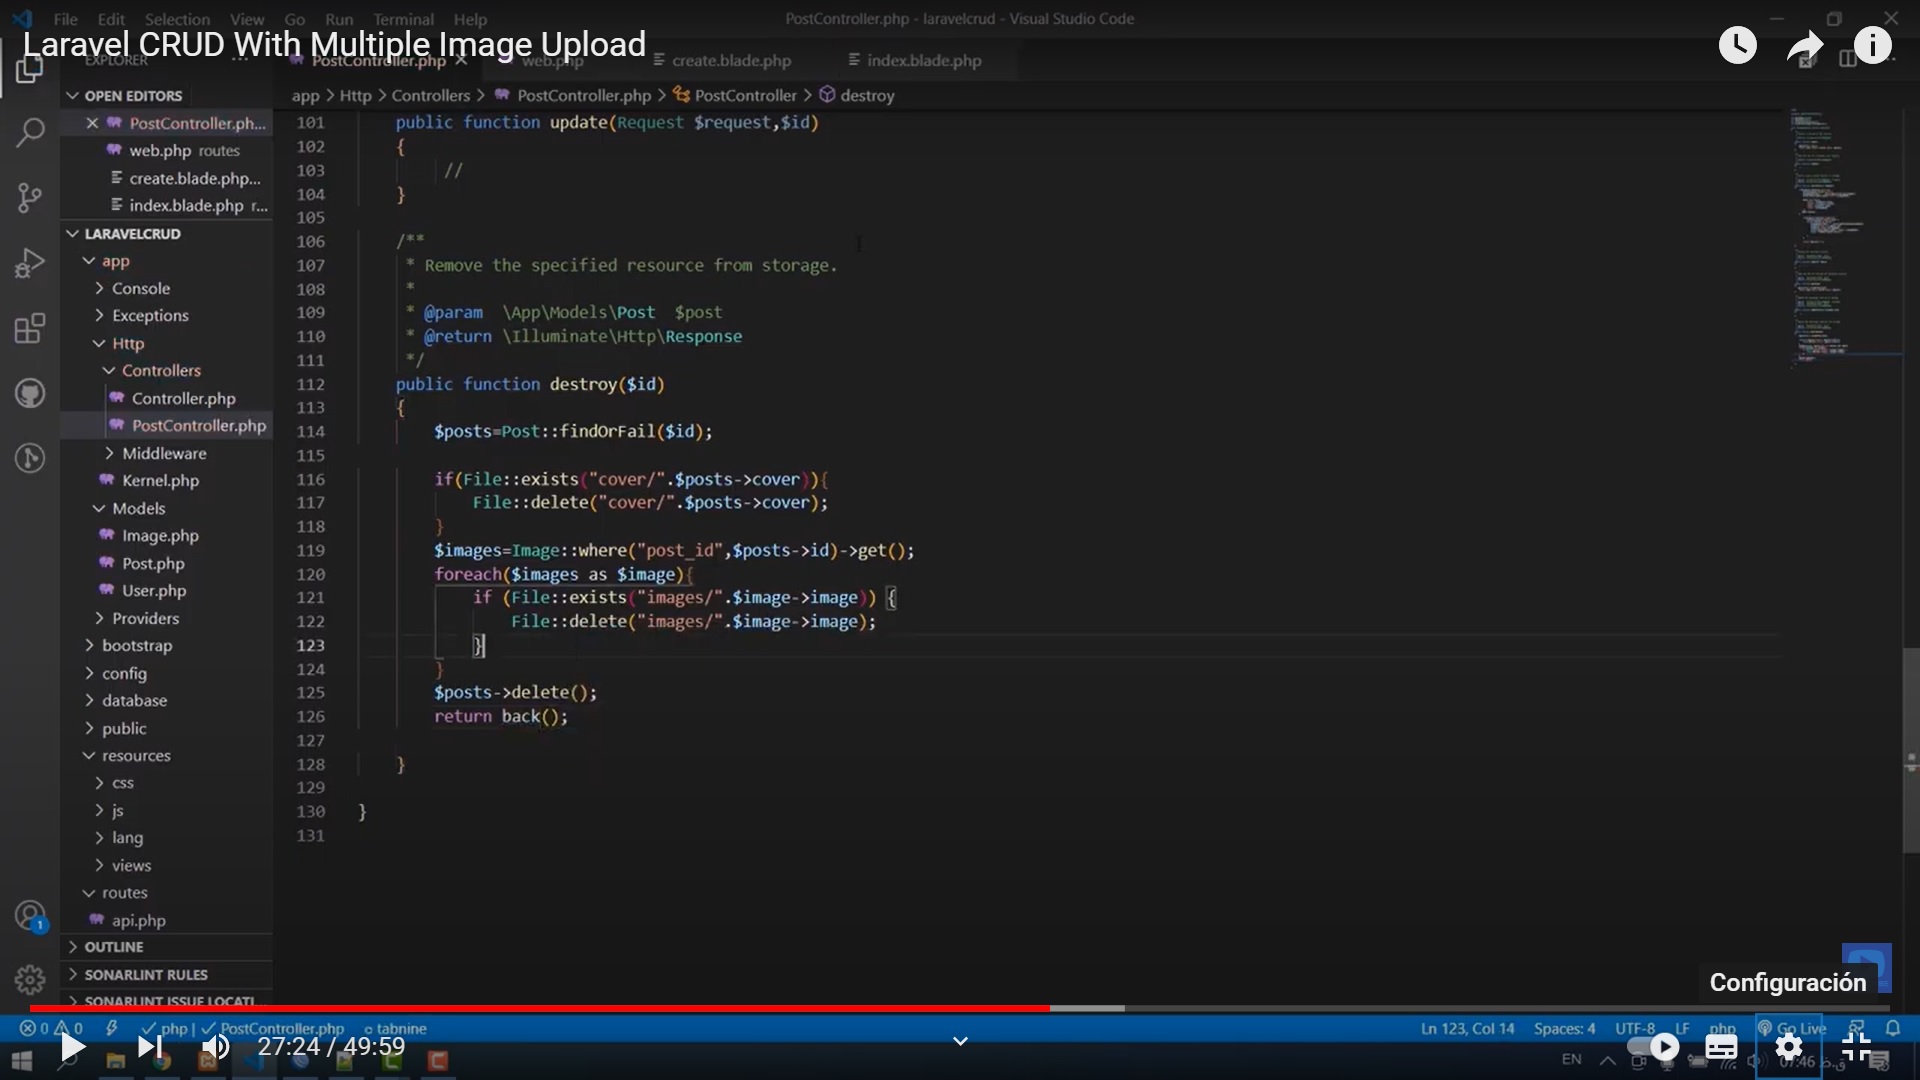 File Edit Selection View Go Run Terminal Help
PostController.php - laravelcrud - Visual Studio Code
Laravel CRUD With Multiple Image Upload
EXPLORER
PostController.php
web.php
create.blade.php
index.blade.php
OPEN EDITORS
PostController.ph...
web.php routes
create.blade.php...
index.blade.php r...
LARAVELCRUD
app
Console
Exceptions
Http
Controllers
Controller.php
PostController.php
Middleware
Kernel.php
Models
Image.php
Post.php
User.php
Providers
bootstrap
config
database
public
resources
css
js
lang
views
routes
api.php
OUTLINE
SONARLINT RULES
SONARLINT ISSUE LOCATI...
app > Http > Controllers > PostController.php > PostController > destroy
101 public function update(Request $request,$id)
102 {
103 //
104 }
105
106 /**
107 * Remove the specified resource from storage.
108 *
109 * @param \App\Models\Post $post
110 * @return \Illuminate\Http\Response
111 */
112 public function destroy($id)
113 {
114 $posts=Post::findOrFail($id);
115
116 if(File::exists("cover/".$posts->cover)){
117 File::delete("cover/".$posts->cover);
118 }
119 $images=Image::where("post_id",$posts->id)->get();
120 foreach($images as $image){
121 if (File::exists("images/".$image->image)) {
122 File::delete("images/".$image->image);
123 }
124 }
125 $posts->delete();
126 return back();
127
128 }
129
130 }
131
Configuración
0 0 php | PostController.php tabnine
Ln 123, Col 14 Spaces: 4 UTF-8 LF php Go Live
27:24 / 49:59
EN
07:46
1